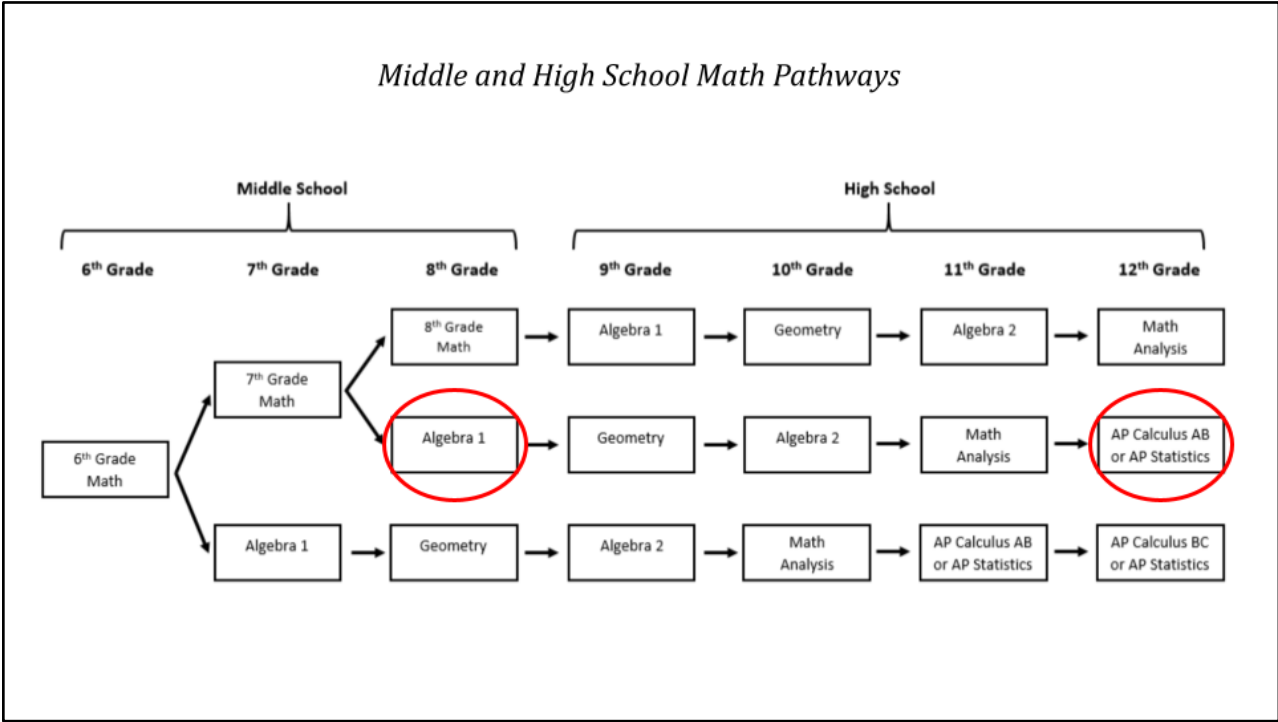 Middle and High School Math Pathways
Middle School
High School
6th Grade
7th Grade
8th Grade
9th Grade
10th Grade
11th Grade
12th Grade
8th Grade
Math
Algebra 1
Geometry
Algebra 2
Math
Analysis
7th Grade
Math
Algebra 1
Geometry
Algebra 2
Math
Analysis
AP Calculus AB
or AP Statistics
6th Grade
Math
Algebra 1
Geometry
Algebra 2
Math
Analysis
AP Calculus AB
or AP Statistics
AP Calculus BC
or AP Statistics